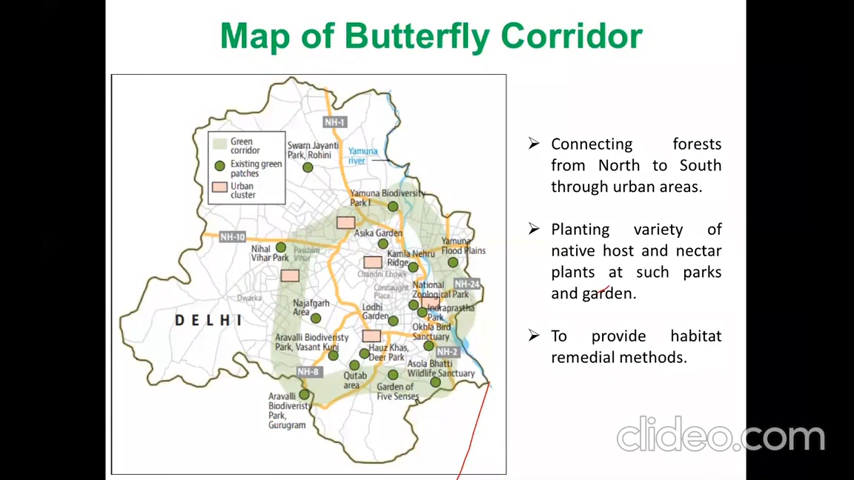 Map of Butterfly Corridor
NH-1
Green
corridor
Existing green
patches
Urban
cluster
Swarn Jayanti
Park, Rohini
Yamuna
river
Yamuna Biodiversity
Park I
NH-10
Asika Garden
Nihal
Vihar Park
Paschim
Vihar
Kamla Nehru
Ridge
Yamuna
Flood Plains
Chandni Chowk
Dwarka
Connaught
Place
National
Zoological Park
NH-24
Najafgarh
Area
Lodhi
Garden
Indraprastha
Park
DELHI
Okhla Bird
Sanctuary
Aravalli Biodiveristy
Park, Vasant Kunj
Hauz Khas,
Deer Park
NH-2
NH-8
Qutab
area
Asola Bhatti
Wildlife Sanctuary
Garden of
Five Senses
Aravalli
Biodiveristy
Park,
Gurugram
Connecting forests
from North to South
through urban areas.
Planting variety of
native host and nectar
plants at such parks
and garden.
To provide habitat
remedial methods.
clideo.com